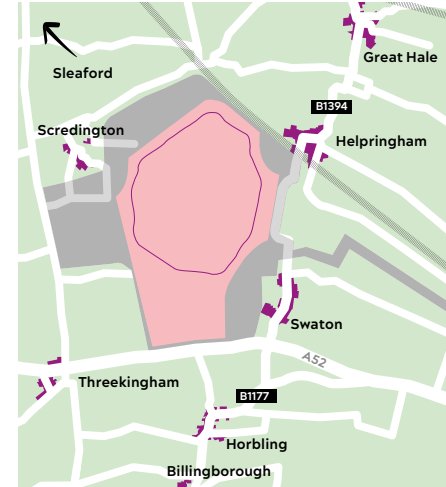 Great Hale
Sleaford
B1394
Scredington
Helpringham
Swaton
A52
Threekingham
B1177
Horbling
Billingborough